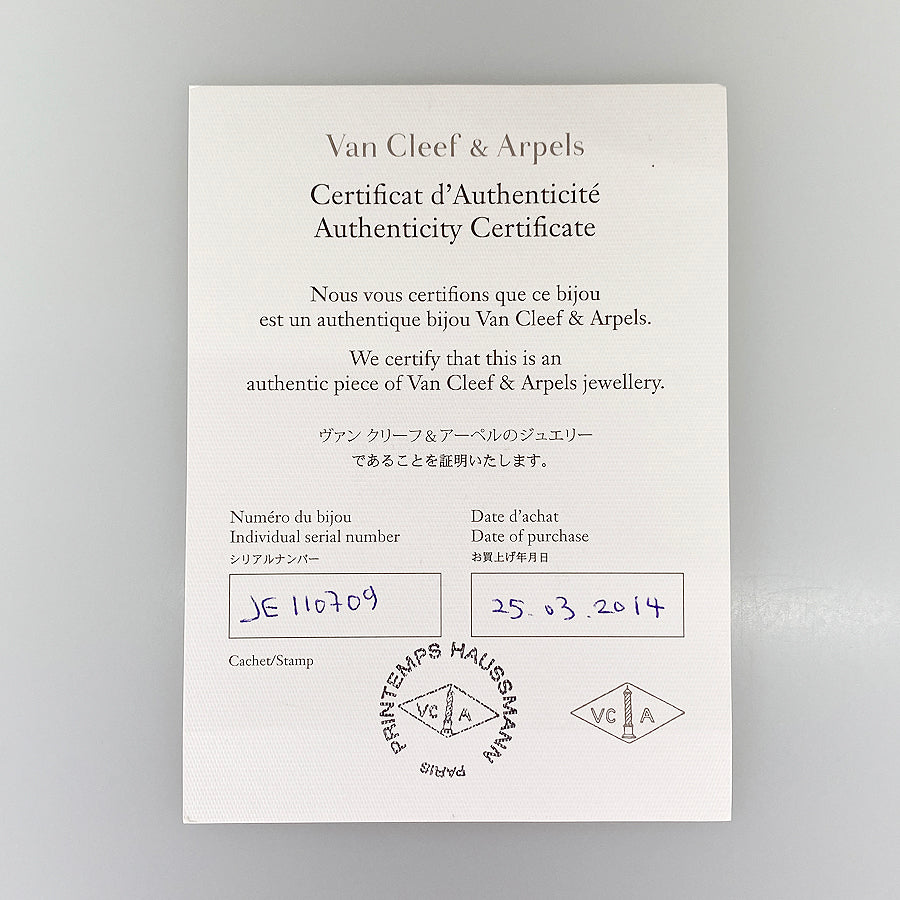 Van Cleef & Arpels
Certificat d'Authenticité
Authenticity Certificate
Nous vous certifions que ce bijou
est un authentique bijou Van Cleef & Arpels.
We certify that this is an
authentic piece of Van Cleef & Arpels jewellery.
ヴァン クリーフ&アーペルのジュエリー
であることを証明いたします。
Numéro du bijou
Individual serial number
シリアルナンバー
JE 110709
Date d'achat
Date of purchase
お買上げ年月日
25.03.2014
Cachet/Stamp
PRINTEMPS HAUSSMANN
VC A
PARIS
VC A